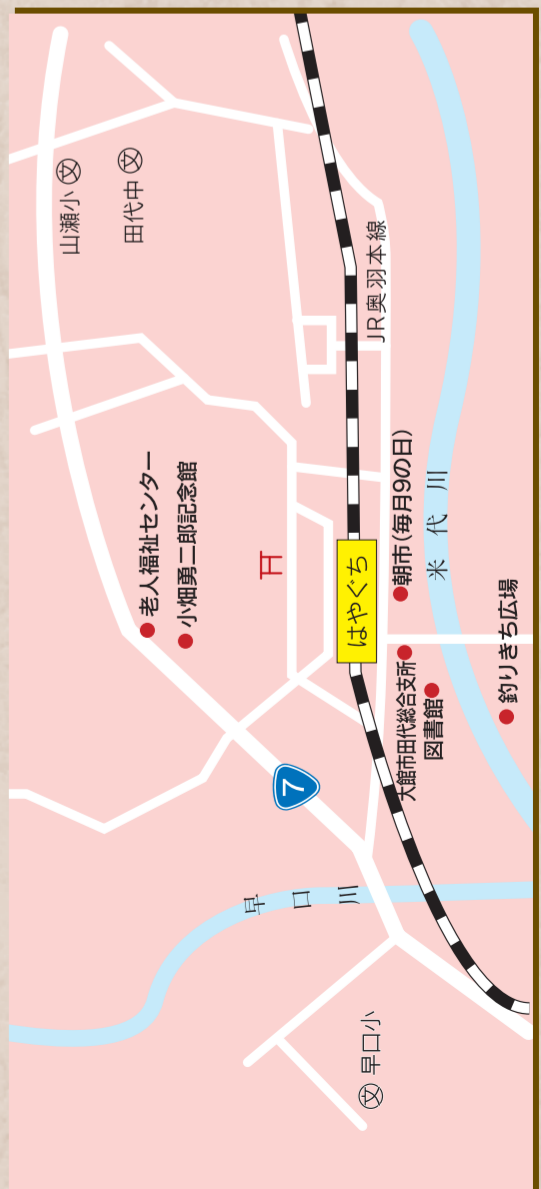 山瀬小
文
田代中
文
老人福祉センター
小畑勇二郎記念館
JR奥羽本線
はやぐち
朝市(毎月9の日)
米代川
大館市田代総合支所
図書館
釣りきち広場
7
早口川
文
早口小